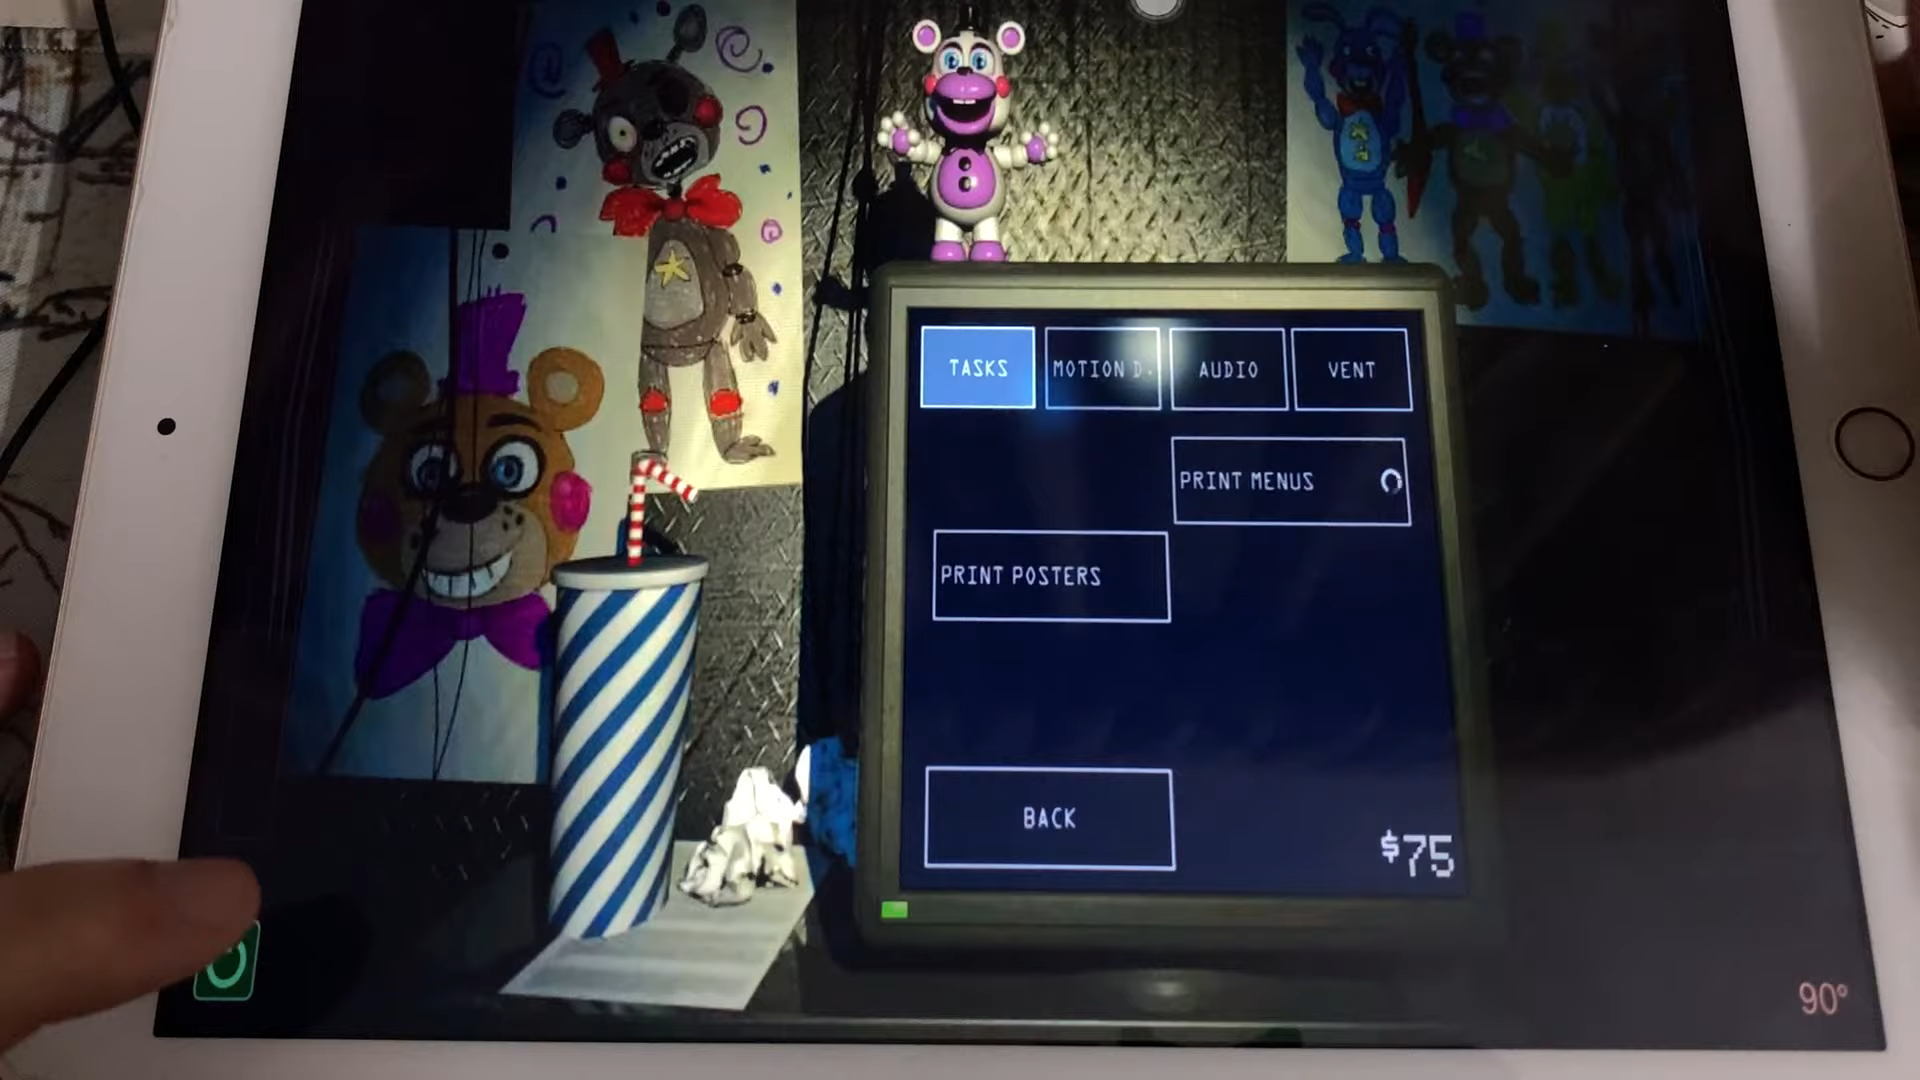 TASKS
MOTION D.
AUDIO
VENT
PRINT MENUS
PRINT POSTERS
BACK
$75
90°